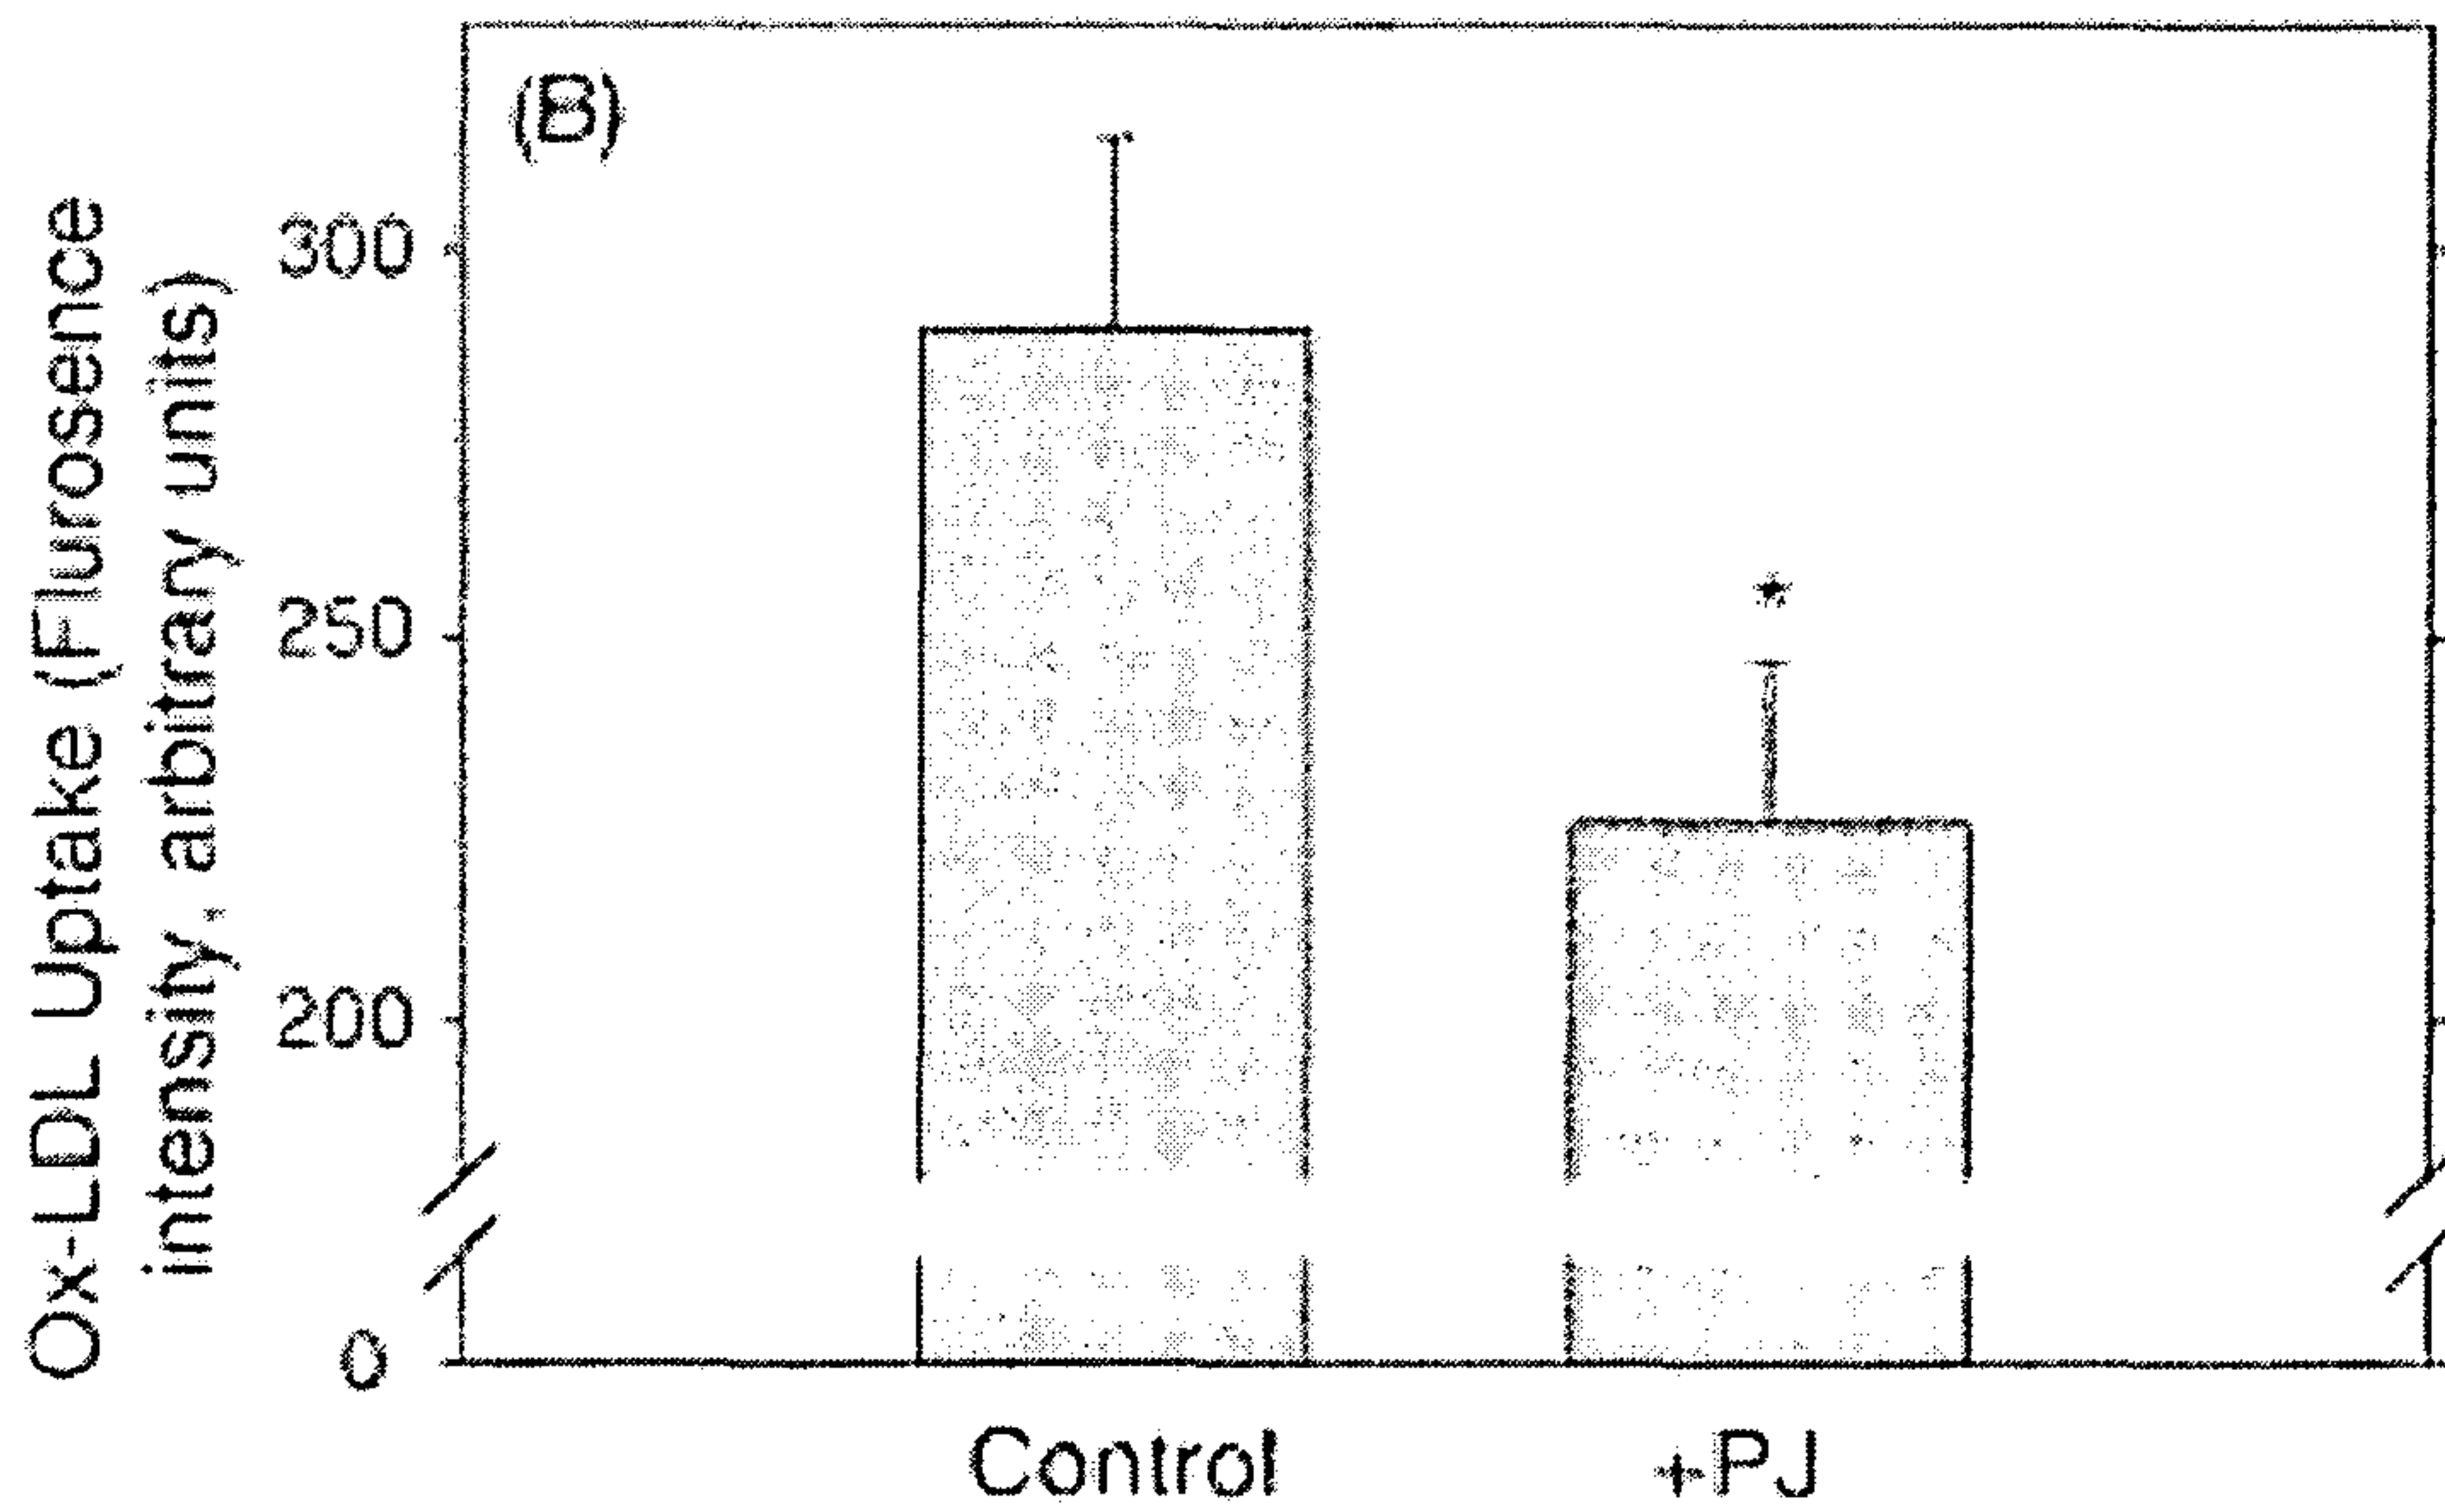 (B)
Ox-LDL Uptake (Flurosence
intensity, arbitrary units)
300
250
*
200
0
Control
+PJ